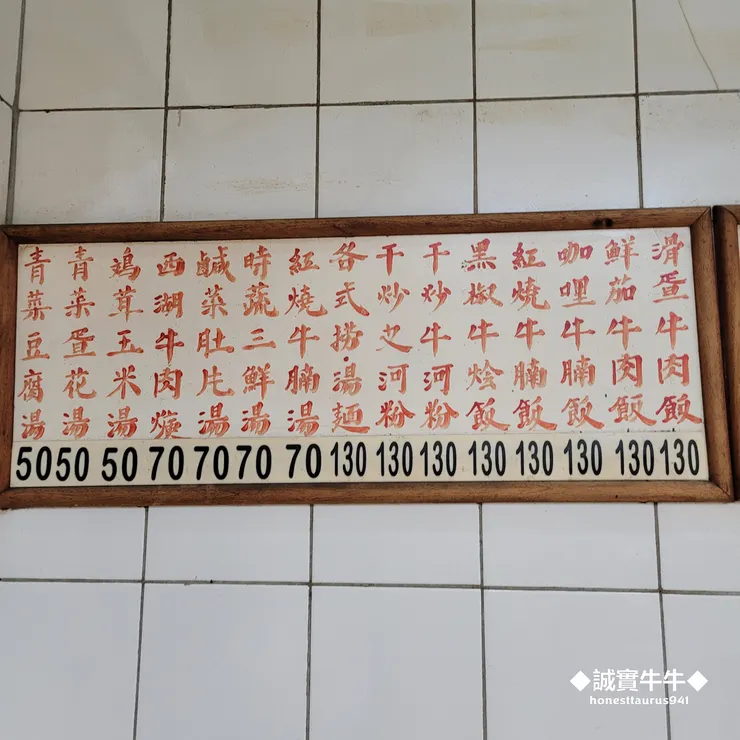 滑蛋牛肉飯
鮮茄牛肉飯
咖哩牛腩飯
紅燒牛腩飯
黑椒牛燴飯
干炒牛河粉
干炒叉河粉
各式撈湯麵
紅燒牛腩湯
時蔬三鮮湯
鹹菜肚片湯
西湖牛肉焿
鷄茸玉米湯
青菜蛋花湯
青菜豆腐湯
50 50 50 70 70 70 70 130 130 130 130 130 130 130 130
◆誠實牛牛◆
honesttaurus941